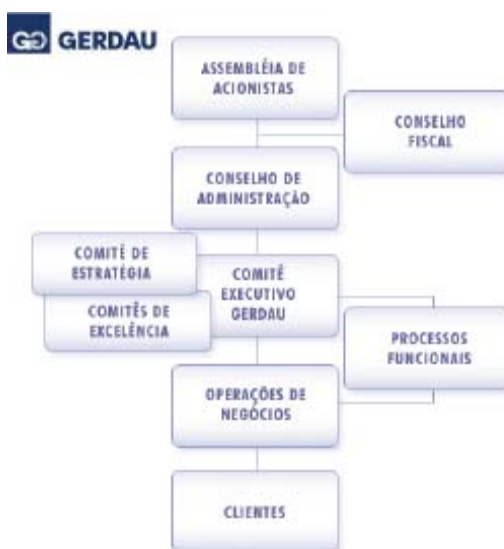 GERDAU
ASSEMBLÉIA DE
ACIONISTAS
CONSELHO
FISCAL
CONSELHO DE
ADMINISTRAÇÃO
COMITÊ DE
ESTRATÉGIA
COMITÊ
EXECUTIVO
GERDAU
COMITÊS DE
EXCELÊNCIA
PROCESSOS
FUNCIONAIS
OPERAÇÕES DE
NEGÓCIOS
CLIENTES